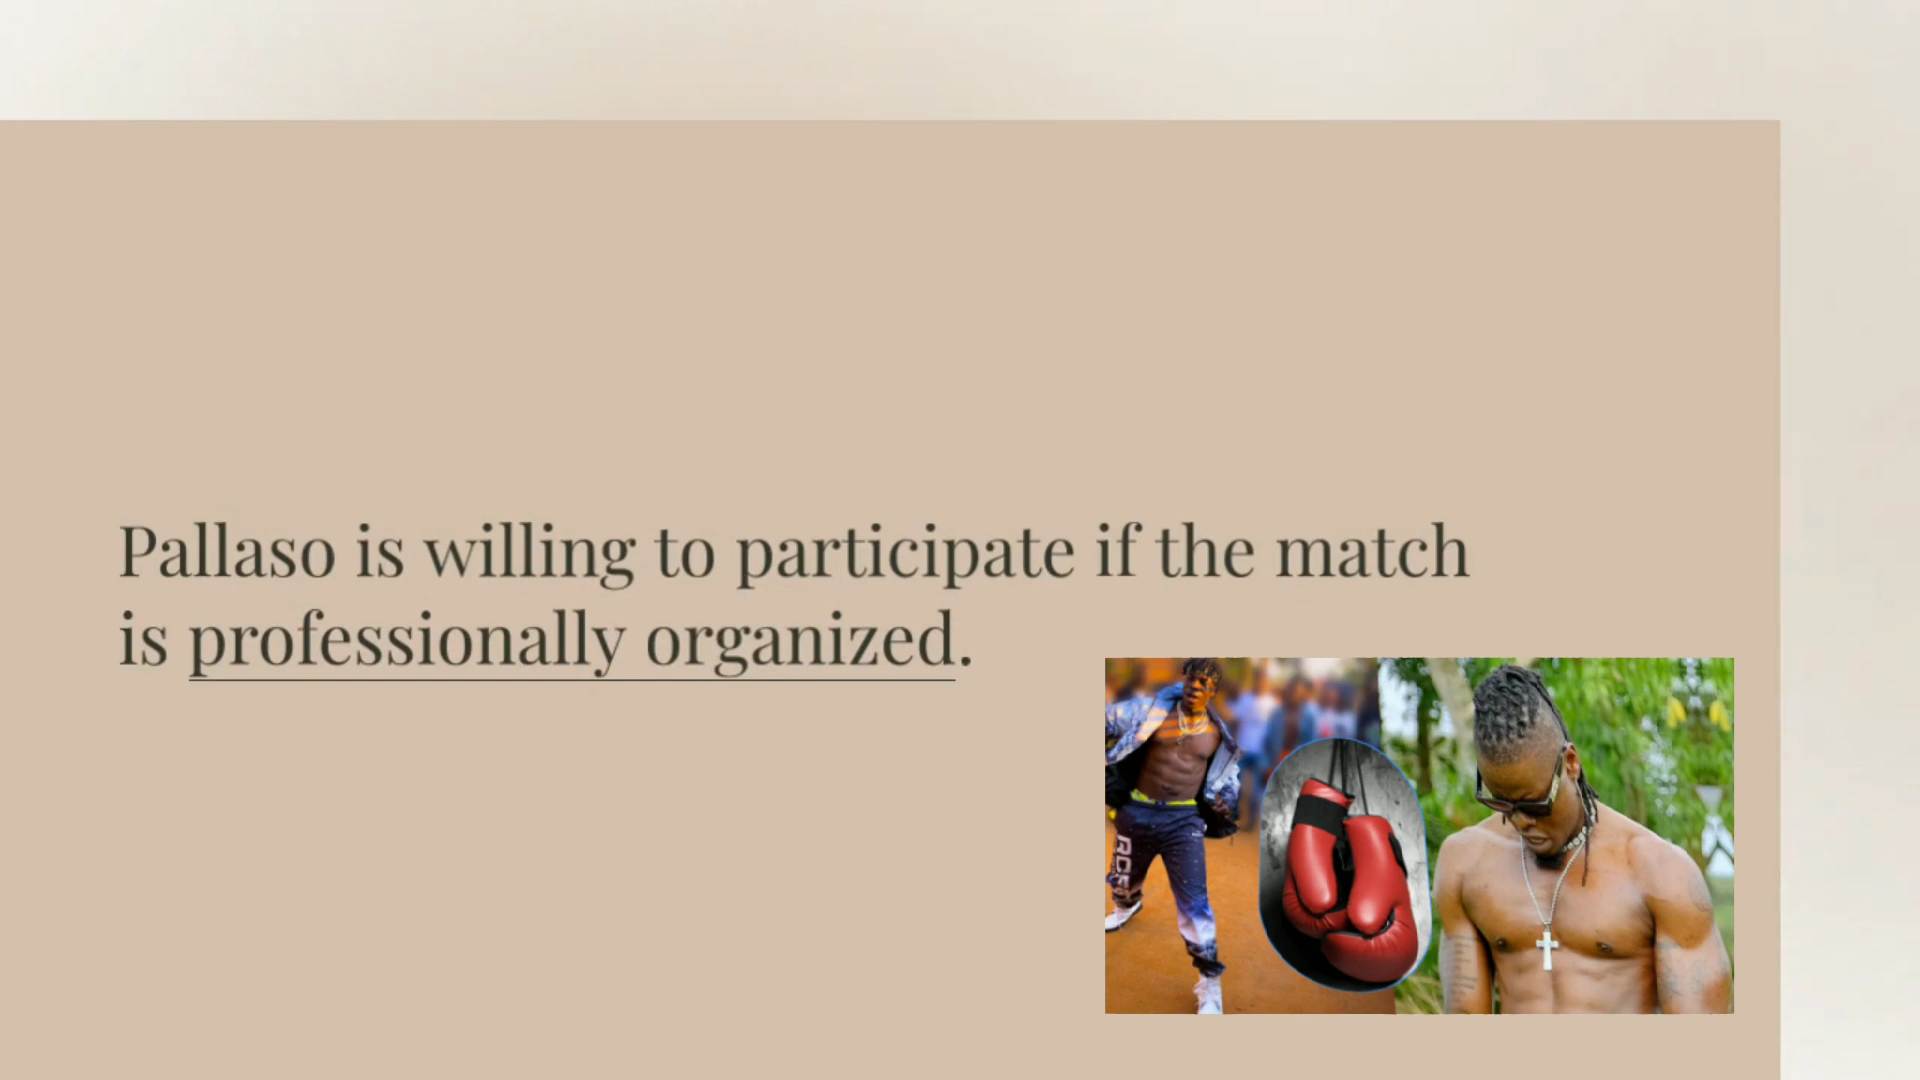 Pallaso is willing to participate if the match
is professionally organized.